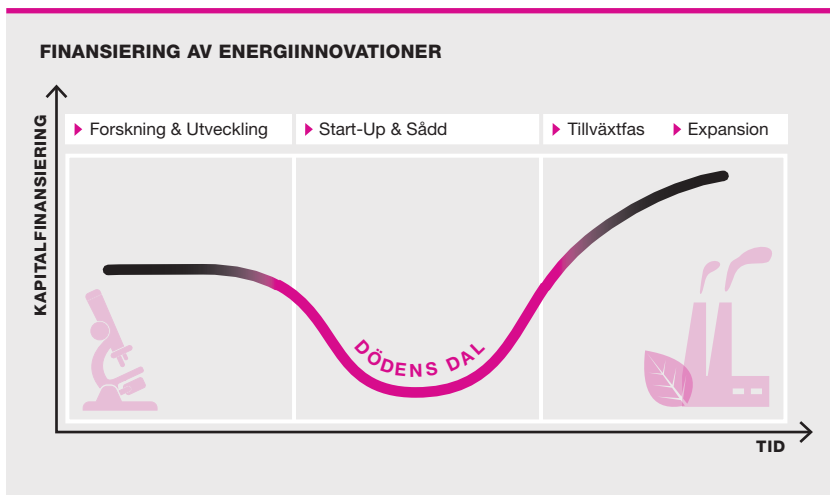 FINANSIERING AV ENERGIINNOVATIONER
KAPITALFINANSIERING
Forskning & Utveckling
Start-Up & Sådd
Tillväxtfas
Expansion
DÖDENS DAL
TID